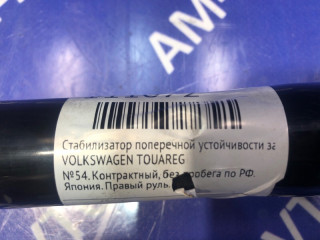 Стабилизатор поперечной устойчивости за
VOLKSWAGEN TOUAREG
№54. Контрактный, без пробега по РФ.
Япония. Правый руль.